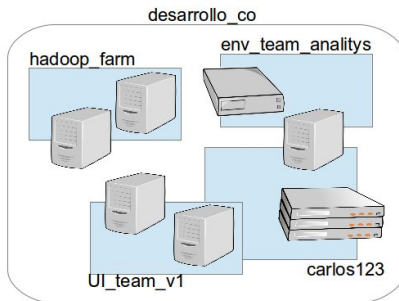 desarrollo_co
hadoop_farm
env_team_analitys
UI_team_v1
carlos123